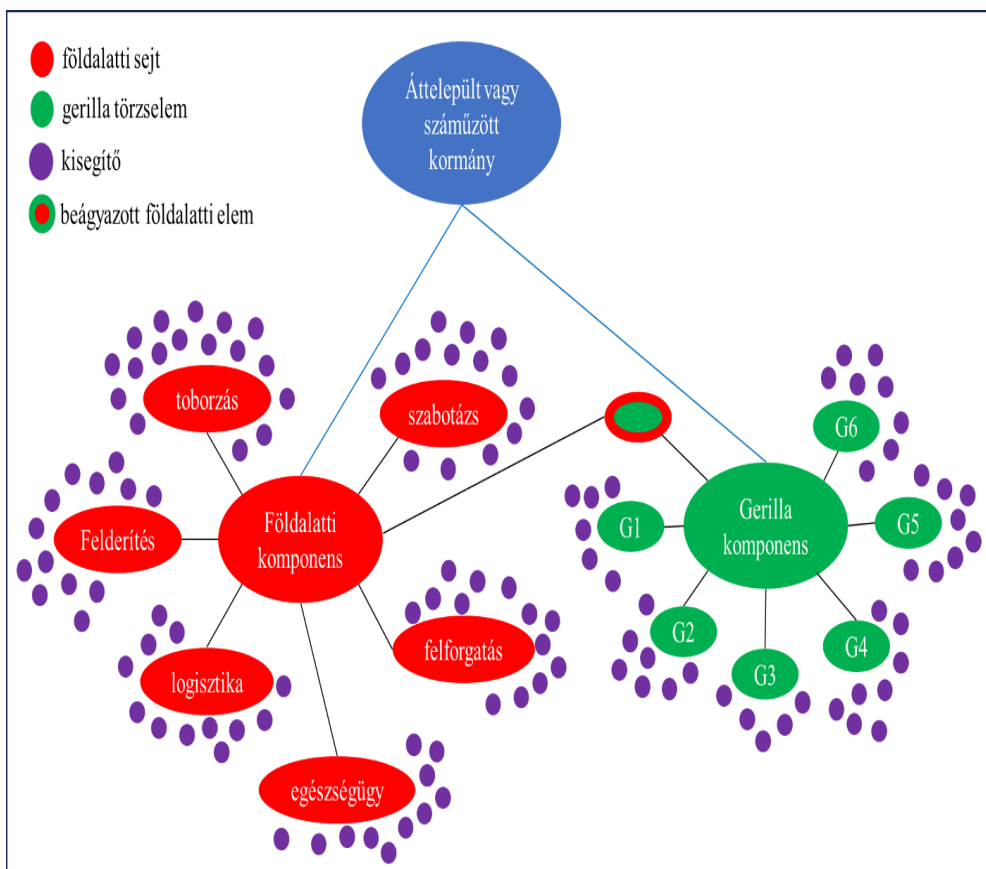 földalatti sejt
gerilla törzselem
kisegítő
beágyazott földalatti elem
Áttelepült vagy
száműzött
kormány
toborzás
szabotázs
Felderítés
Földalatti
komponens
logisztika
felforgatás
egészségügy
Gerilla
komponens
G6
G1
G5
G2
G4
G3